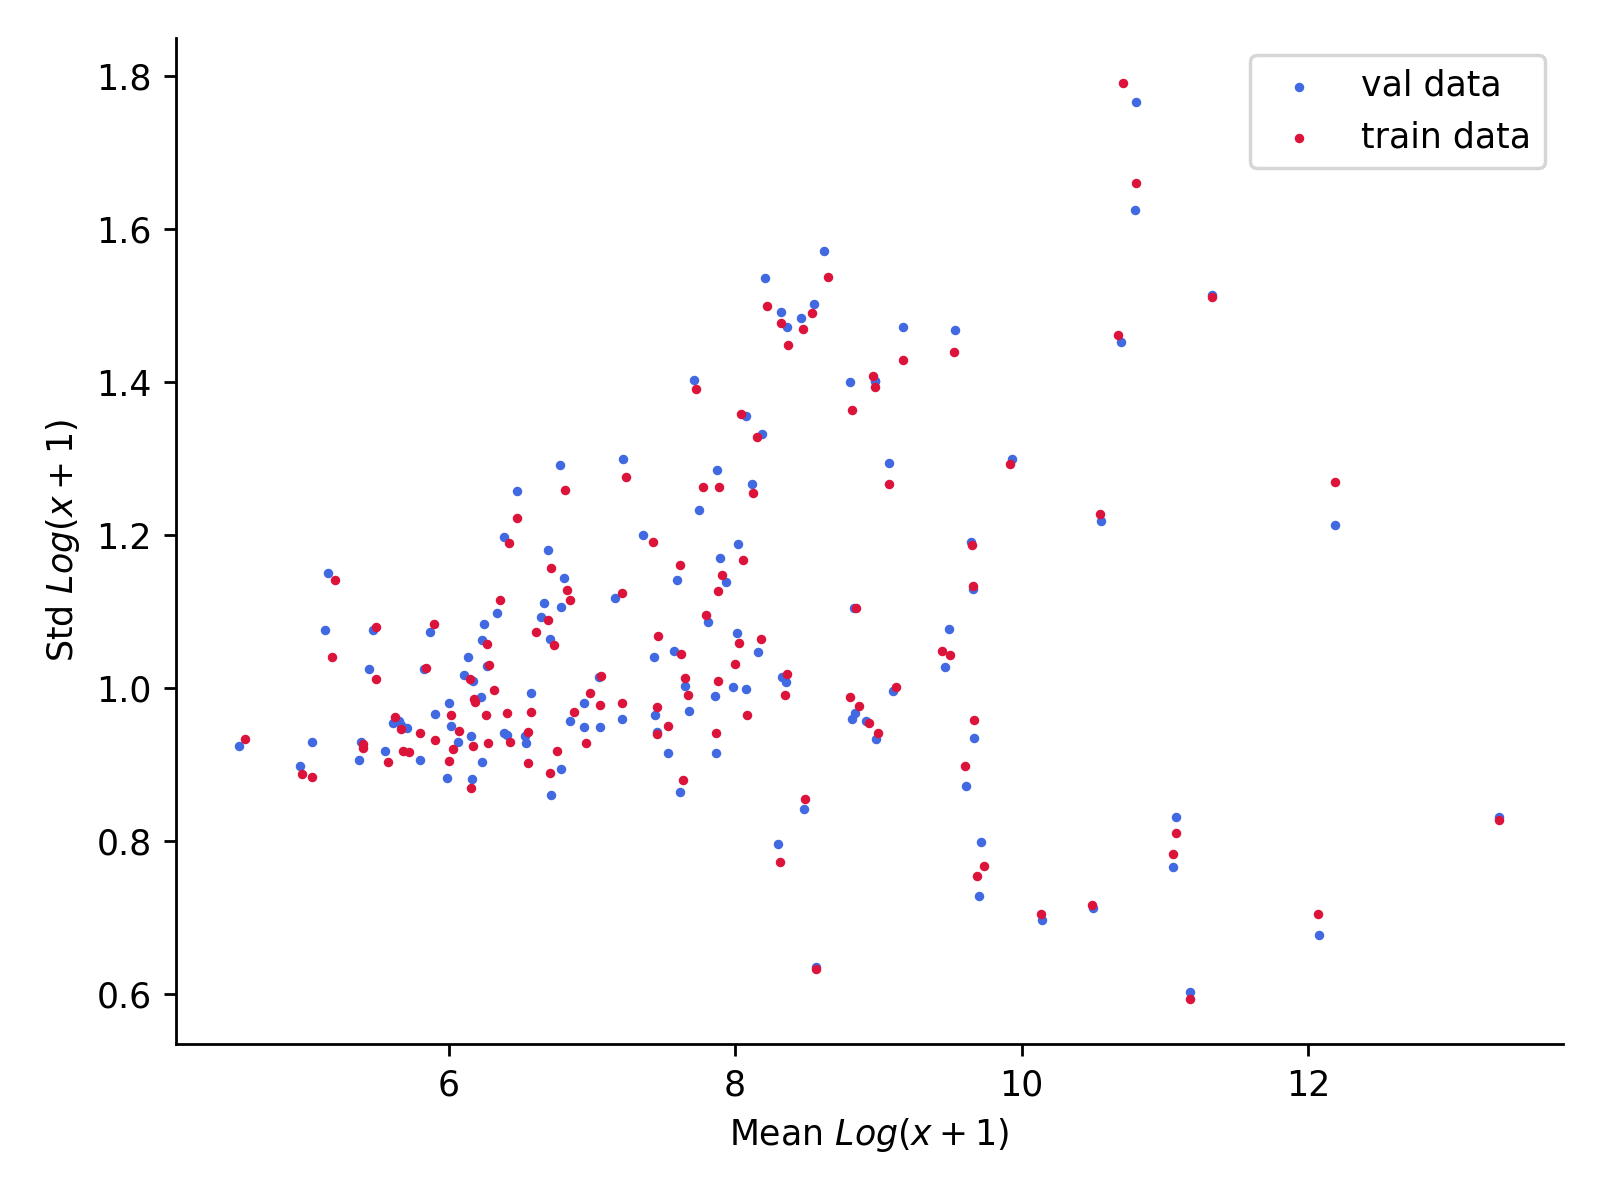 val data
train data
1.8
1.6
1.4
1.2
1.0
0.8
0.6
Std Log(x + 1)
6 8 10 12
Mean Log(x + 1)